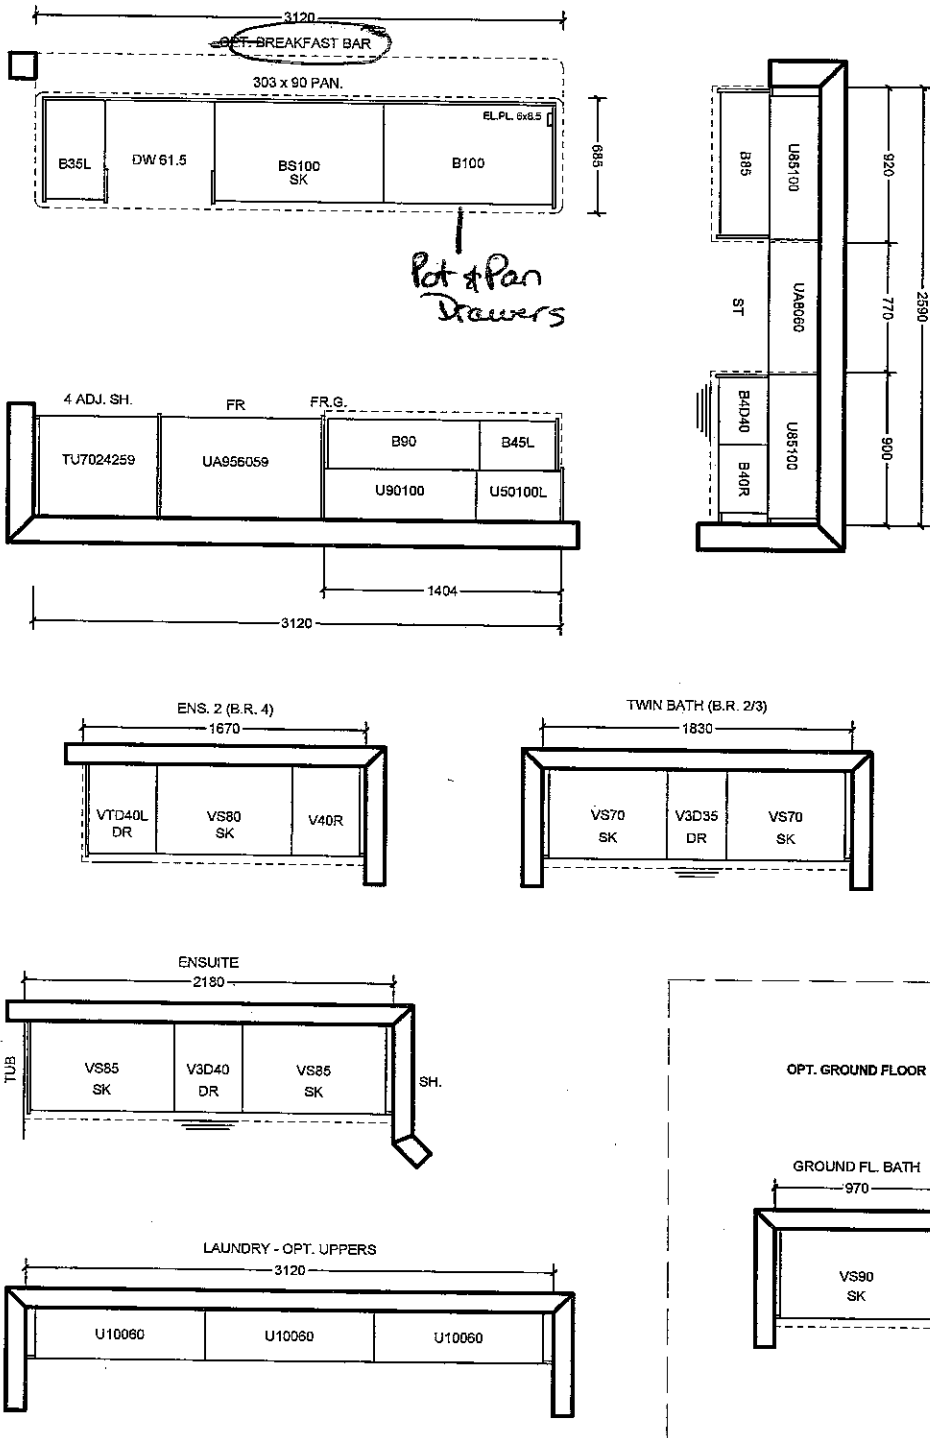 3120
OPT. BREAKFAST BAR
303 x 90 PAN.
EL.PL. 6x8.5
B35L
DW 61.5
BS100
SK
B100
685
Pot & Pan
Drawers
B85
U85100
920
ST
UA8060
770
2590
B4D40
B40R
U85100
900
4 ADJ. SH.
FR
FR.G.
TU7024259
UA956059
B90
B45L
U90100
U50100L
1404
3120
ENS. 2 (B.R. 4)
1670
VTD40L
DR
VS80
SK
V40R
TWIN BATH (B.R. 2/3)
1830
VS70
SK
V3D35
DR
VS70
SK
ENSUITE
2180
TUB
VS85
SK
V3D40
DR
VS85
SK
SH.
OPT. GROUND FLOOR
GROUND FL. BATH
970
VS90
SK
LAUNDRY - OPT. UPPERS
3120
U10060
U10060
U10060